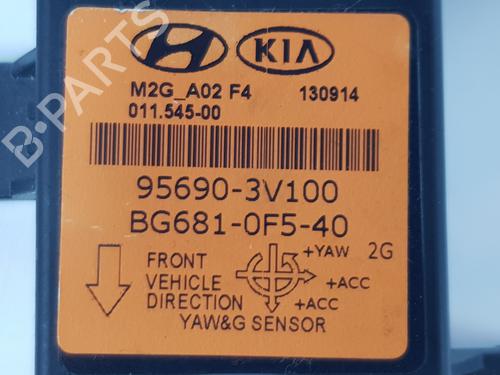 KIA
M2G_A02 F4 130914
011.545-00
95690-3V100
BG681-0F5-40
+YAW 2G
FRONT
VEHICLE +ACC
DIRECTION +ACC
YAW&G SENSOR
B-PARTS